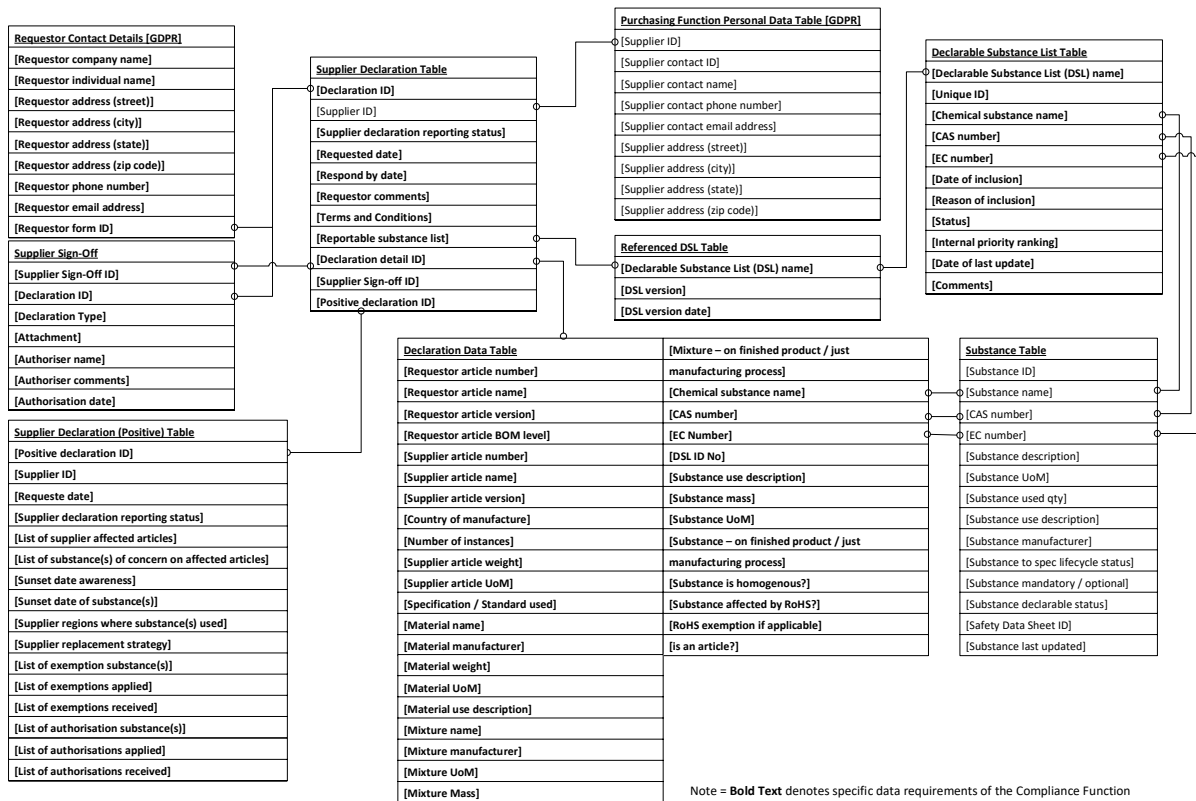 Requestor Contact Details [GDPR]
[Requestor company name]
[Requestor individual name]
[Requestor address (street)]
[Requestor address (city)]
[Requestor address (state)]
[Requestor address (zip code)]
[Requestor phone number]
[Requestor email address]
[Requestor form ID]
Supplier Sign-Off
[Supplier Sign-Off ID]
[Declaration ID]
[Declaration Type]
[Attachment]
[Authoriser name]
[Authoriser comments]
[Authorisation date]
Supplier Declaration (Positive) Table
[Positive declaration ID]
[Supplier ID]
[Requeste date]
[Supplier declaration reporting status]
[List of supplier affected articles]
[List of substance(s) of concern on affected articles]
[Sunset date awareness]
[Sunset date of substance(s)]
[Supplier regions where substance(s) used]
[Supplier replacement strategy]
[List of exemption substance(s)]
[List of exemptions applied]
[List of exemptions received]
[List of authorisation substance(s)]
[List of authorisations applied]
[List of authorisations received]
Supplier Declaration Table
[Declaration ID]
[Supplier ID]
[Supplier declaration reporting status]
[Requested date]
[Respond by date]
[Requestor comments]
[Terms and Conditions]
[Reportable substance list]
[Declaration detail ID]
[Supplier Sign-off ID]
[Positive declaration ID]
Purchasing Function Personal Data Table [GDPR]
[Supplier ID]
[Supplier contact ID]
[Supplier contact name]
[Supplier contact phone number]
[Supplier contact email address]
[Supplier address (street)]
[Supplier address (city)]
[Supplier address (state)]
[Supplier address (zip code)]
Referenced DSL Table
[Declarable Substance List (DSL) name]
[DSL version]
[DSL version date]
Declarable Substance List Table
[Declarable Substance List (DSL) name]
[Unique ID]
[Chemical substance name]
[CAS number]
[EC number]
[Date of inclusion]
[Reason of inclusion]
[Status]
[Internal priority ranking]
[Date of last update]
[Comments]
Declaration Data Table
[Requestor article number]
[Requestor article name]
[Requestor article version]
[Requestor article BOM level]
[Supplier article number]
[Supplier article name]
[Supplier article version]
[Country of manufacture]
[Number of instances]
[Supplier article weight]
[Supplier article UoM]
[Specification / Standard used]
[Material name]
[Material manufacturer]
[Material weight]
[Material UoM]
[Material use description]
[Mixture name]
[Mixture manufacturer]
[Mixture UoM]
[Mixture Mass]
[Mixture – on finished product / just
manufacturing process]
[Chemical substance name]
[CAS number]
[EC Number]
[DSL ID No]
[Substance use description]
[Substance mass]
[Substance UoM]
[Substance – on finished product / just
manufacturing process]
[Substance is homogenous?]
[Substance affected by RoHS?]
[RoHS exemption if applicable]
[is an article?]
Substance Table
[Substance ID]
[Substance name]
[CAS number]
[EC number]
[Substance description]
[Substance UoM]
[Substance used qty]
[Substance use description]
[Substance manufacturer]
[Substance to spec lifecycle status]
[Substance mandatory / optional]
[Substance declarable status]
[Safety Data Sheet ID]
[Substance last updated]
Note = Bold Text denotes specific data requirements of the Compliance Function